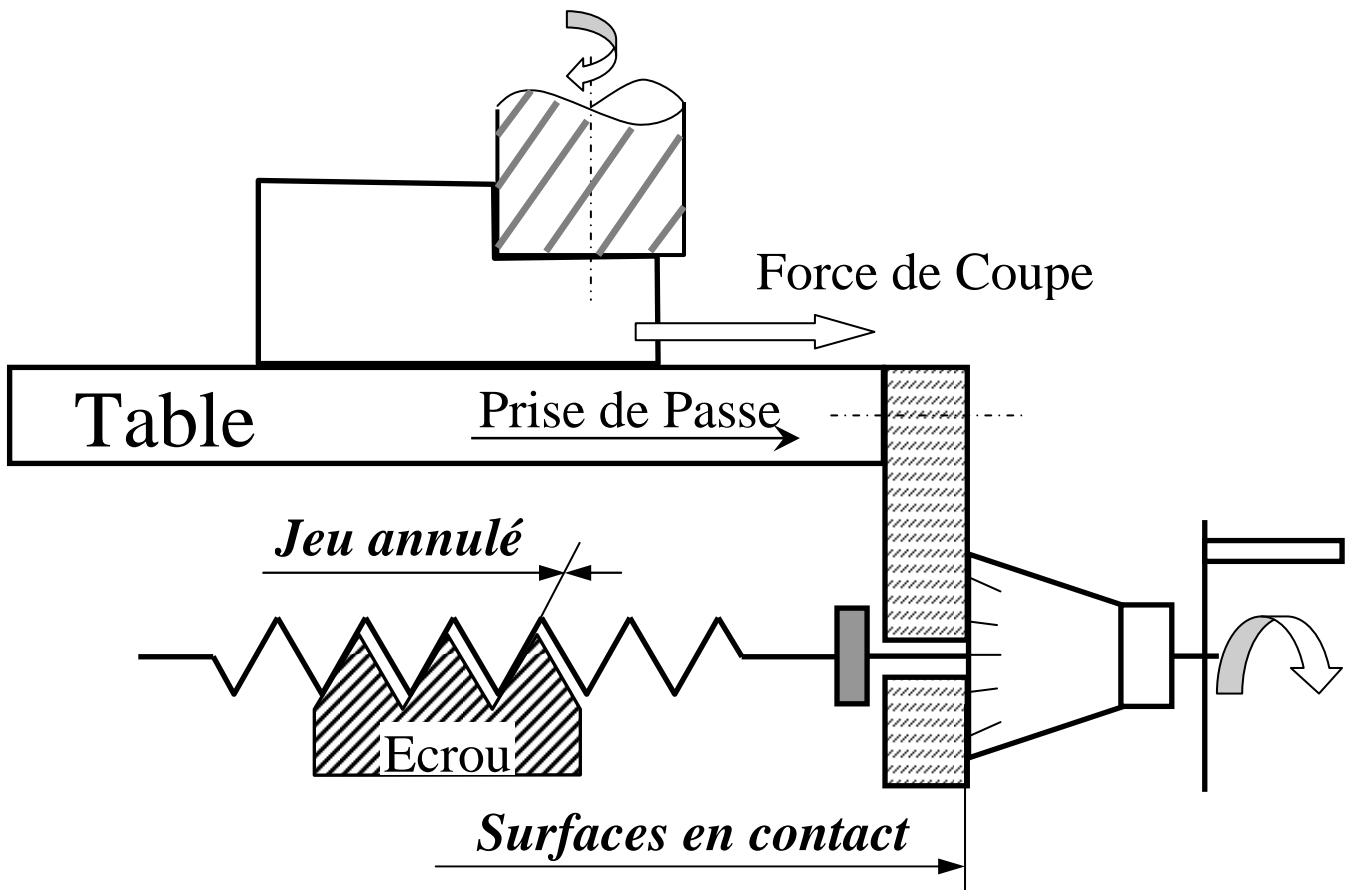 Force de Coupe
Table
Prise de Passe
Jeu annulé
Ecrou
Surfaces en contact